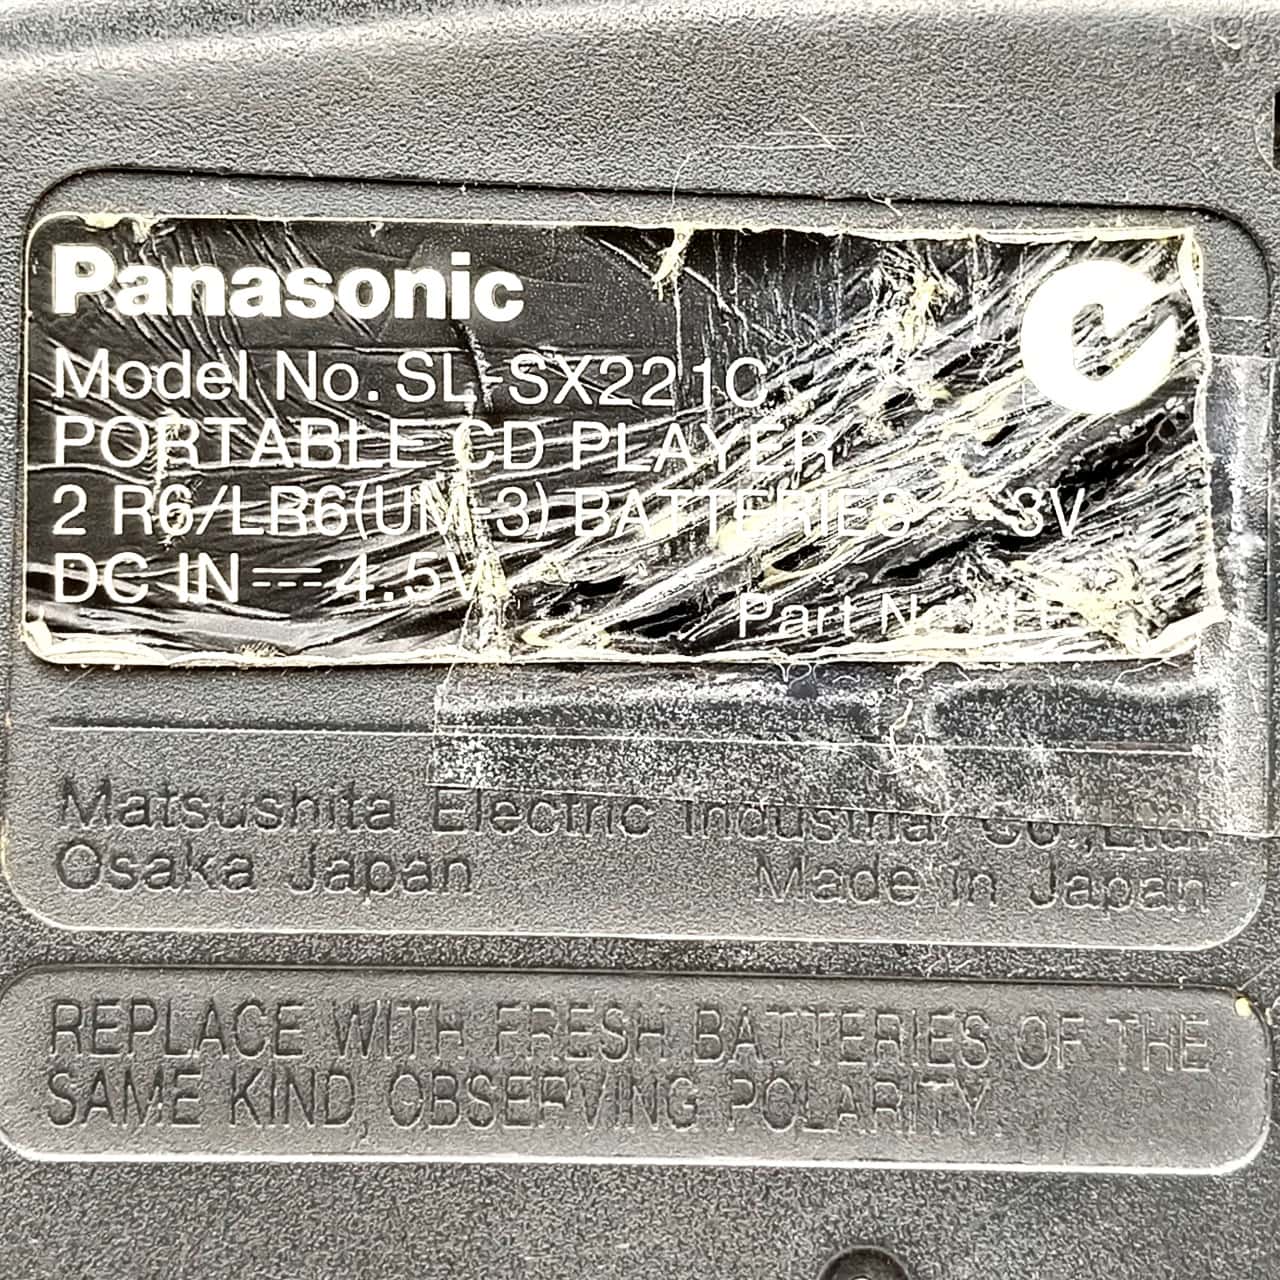 Panasonic
Model No. SL-SX221C
PORTABLE CD PLAYER
2 R6/LR6(UM-3) BATTERIES 3V
DC IN ⎓ 4.5V
Part No.
Matsushita Electric Industrial Co.,Ltd.
Osaka Japan Made in Japan
REPLACE WITH FRESH BATTERIES OF THE
SAME KIND, OBSERVING POLARITY,